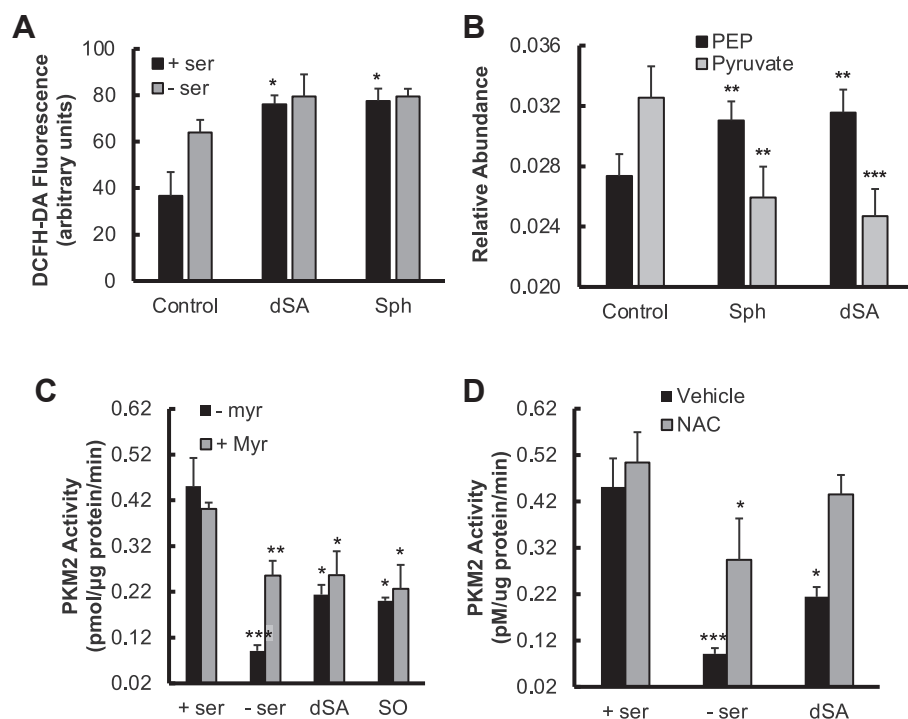 A
DCFH-DA Fluorescence
(arbitrary units)
100
80
60
40
20
0
+ ser
- ser
*
*
Control
dSA
Sph
B
Relative Abundance
0.036
0.032
0.028
0.024
0.020
PEP
Pyruvate
**
**
**
***
Control
Sph
dSA
C
PKM2 Activity
(pmol/µg protein/min)
0.62
0.52
0.42
0.32
0.22
0.12
0.02
- myr
+ Myr
***
**
*
*
*
*
+ ser
- ser
dSA
SO
D
PKM2 Activity
(pM/ug protein/min)
0.62
0.52
0.42
0.32
0.22
0.12
0.02
Vehicle
NAC
***
*
*
+ ser
- ser
dSA